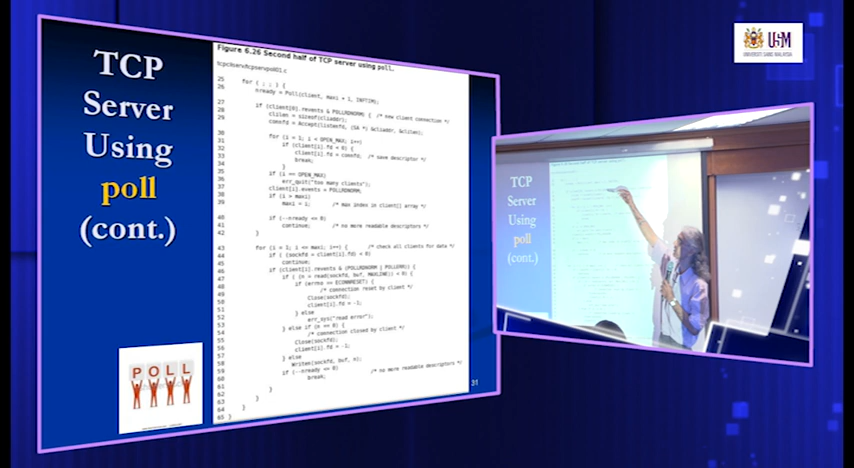 TCP
Server
Using
poll
(cont.)
Figure 6.26 Second half of TCP server using poll.
tcpcliserv/tcpservpoll01.c
25 for ( ; ; ) {
26 nready = Poll(client, maxi + 1, INFTIM);
27 if (client[0].revents & POLLRDNORM) { /* new client connection */
28 clilen = sizeof(cliaddr);
29 connfd = Accept(listenfd, (SA *) &cliaddr, &clilen);
30 for (i = 1; i < OPEN_MAX; i++)
31 if (client[i].fd < 0) {
32 client[i].fd = connfd; /* save descriptor */
33 break;
34 }
35 if (i == OPEN_MAX)
36 err_quit("too many clients");
37 client[i].events = POLLRDNORM;
38 if (i > maxi)
39 maxi = i; /* max index in client[] array */
40 if (--nready <= 0)
41 continue; /* no more readable descriptors */
42 }
43 for (i = 1; i <= maxi; i++) { /* check all clients for data */
44 if ( (sockfd = client[i].fd) < 0)
45 continue;
46 if (client[i].revents & (POLLRDNORM | POLLERR)) {
47 if ( (n = read(sockfd, buf, MAXLINE)) < 0) {
48 if (errno == ECONNRESET) {
49 /* connection reset by client */
50 Close(sockfd);
51 client[i].fd = -1;
52 } else
53 err_sys("read error");
54 } else if (n == 0) {
55 /* connection closed by client */
56 Close(sockfd);
57 client[i].fd = -1;
58 } else
59 Writen(sockfd, buf, n);
60 if (--nready <= 0)
61 break; /* no more readable descriptors */
62 }
63 }
64 }
65 }
POLL
31
USM
UNIVERSITI SAINS MALAYSIA
TCP
Server
Using
poll
(cont.)